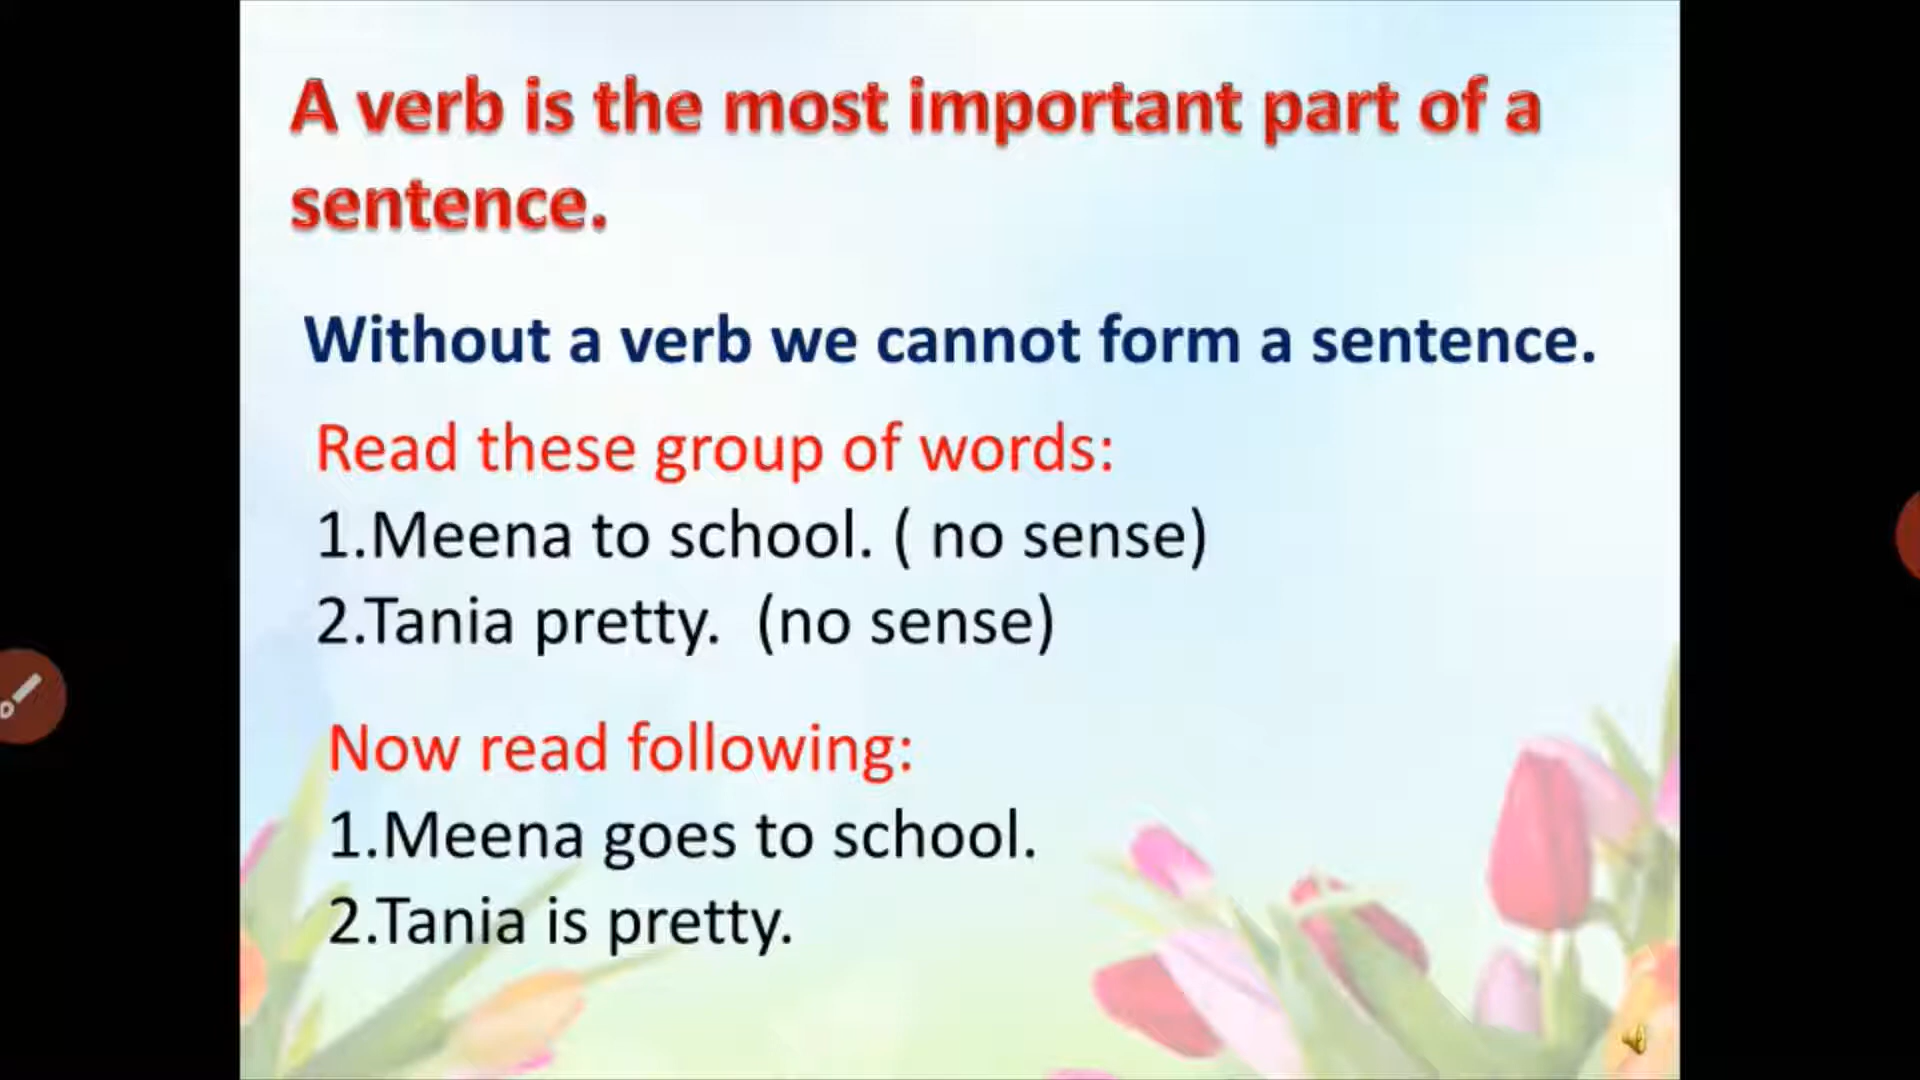 A verb is the most important part of a
sentence.
Without a verb we cannot form a sentence.
Read these group of words:
1.Meena to school. ( no sense)
2.Tania pretty.  (no sense)
Now read following:
1.Meena goes to school.
2.Tania is pretty.